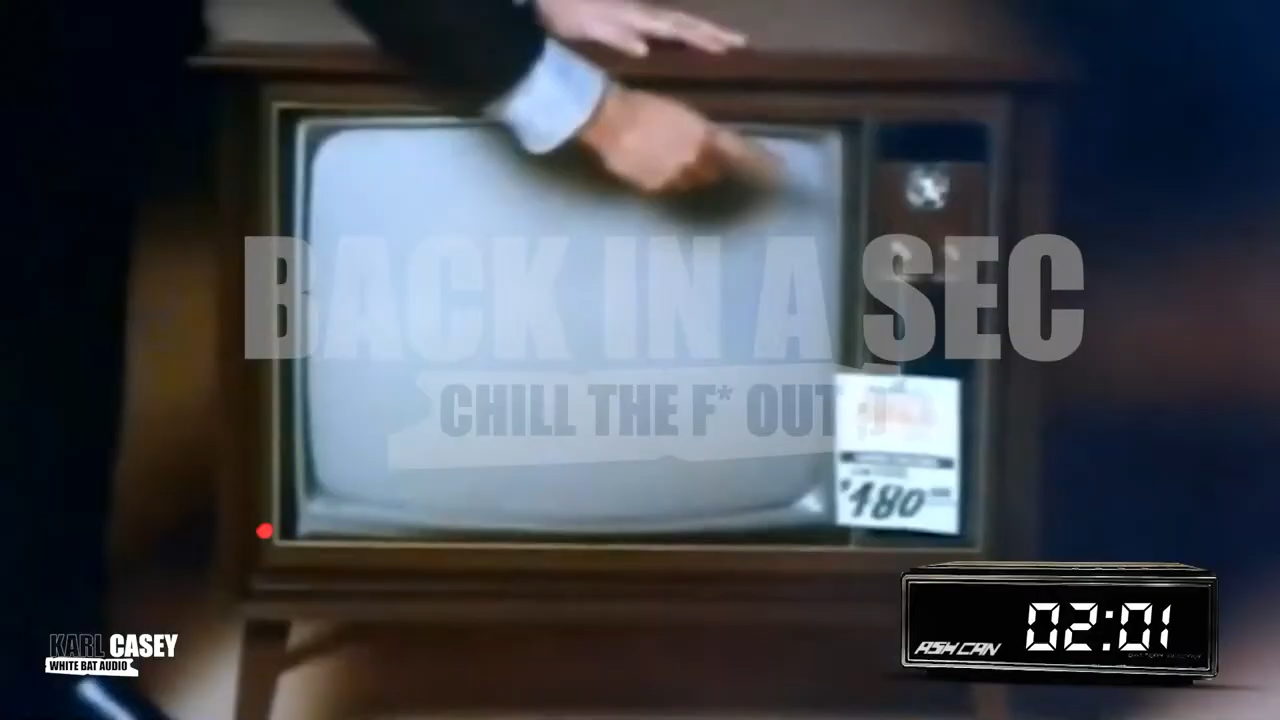 BACK IN A SEC
CHILL THE F* OUT
$180
KARL CASEY
WHITE BAT AUDIO
ASH CAN
02:01